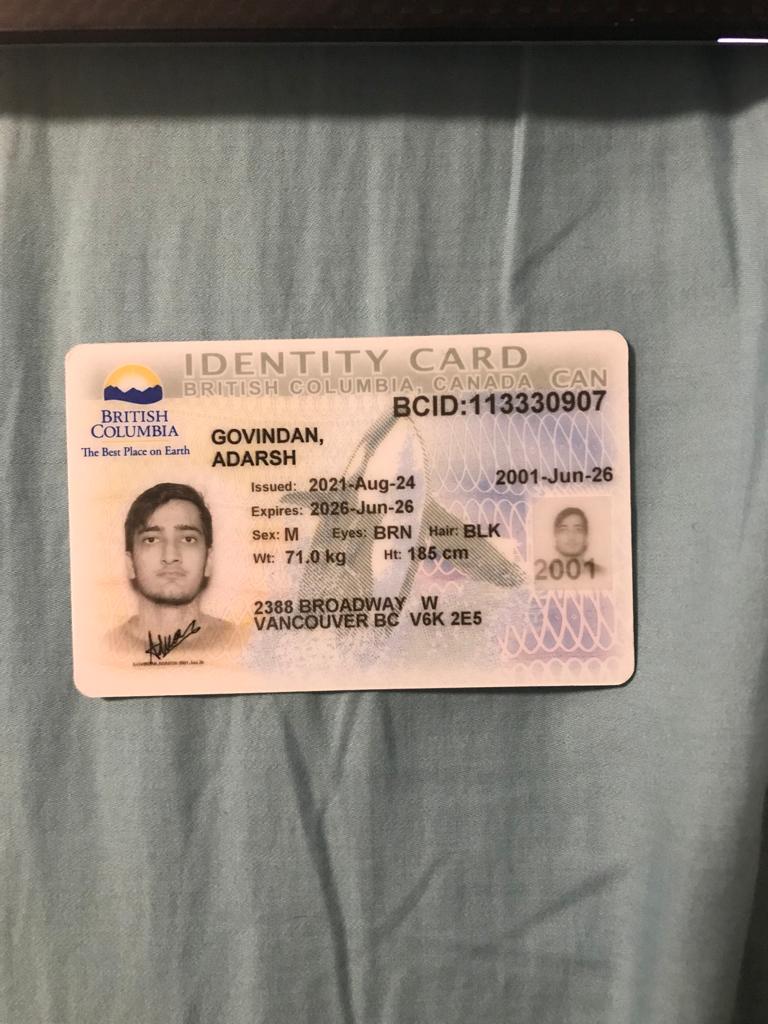 IDENTITY CARD
BRITISH COLUMBIA, CANADA CAN
BCID:113330907
BRITISH
COLUMBIA
The Best Place on Earth
GOVINDAN,
ADARSH
Issued: 2021-Aug-24
2001-Jun-26
Expires: 2026-Jun-26
Sex: M Eyes: BRN Hair: BLK
Wt: 71.0 kg Ht: 185 cm
2001
2388 BROADWAY W
VANCOUVER BC V6K 2E5